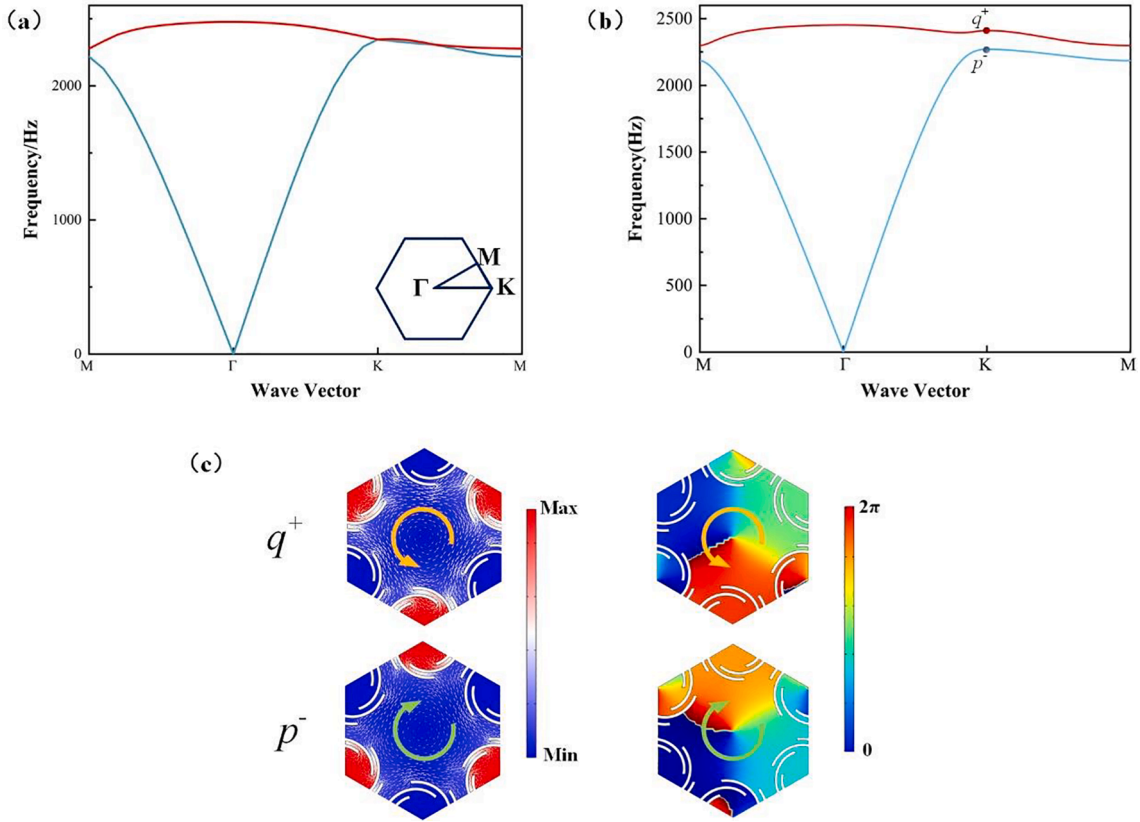 (a)
2000
1000
0
Frequency/Hz
M
Γ
K
M
Γ
K
M
Wave Vector
(b)
2500
2000
1500
1000
500
0
Frequency(Hz)
q+
p-
M
Γ
K
M
Wave Vector
(c)
q+
Max
2π
p-
Min
0